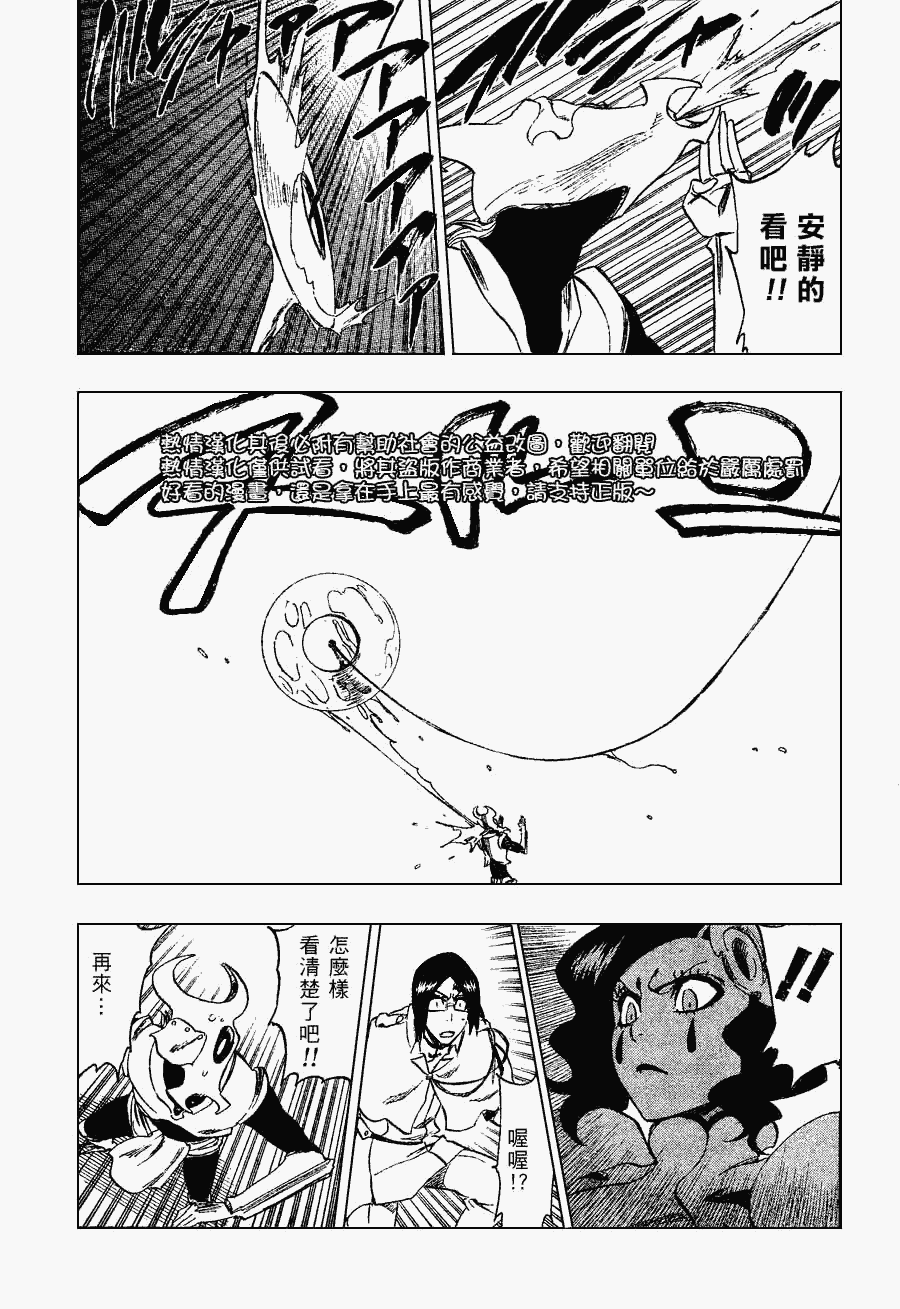 安靜的
看吧!!
熱情漢化其後必附有幫助社會的公益改圖，歡迎翻閱
熱情漢化僅供試看，將其盜版作商業者，希望相關單位給於嚴厲處罰
好看的漫畫，還是拿在手上最有感覺，請支持正版～
!!
喔喔!?
怎麼樣
看清楚了吧!!
再來…